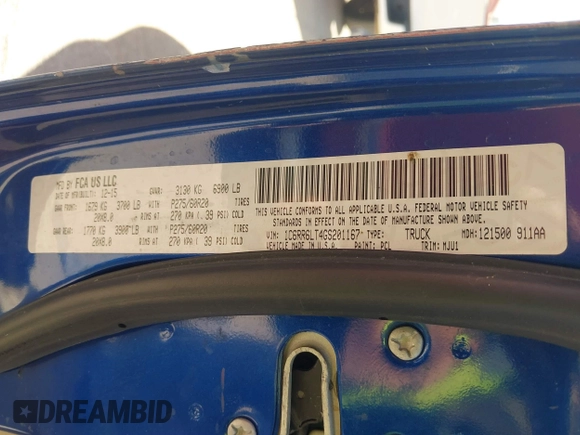 MFD BY FCA US LLC
DATE OF MFR(BUILT): 12-15 GVWR: 3130 KG 6900 LB
GAWR FRONT: 1679 KG 3700 LB WITH P275/60R20 TIRES
20X8.0 RIMS AT 270 KPA ( 39 PSI) COLD
GAWR REAR: 1770 KG 3900 LB WITH P275/60R20 TIRES
20X8.0 RIMS AT 270 KPA ( 39 PSI) COLD
THIS VEHICLE CONFORMS TO ALL APPLICABLE U.S.A. FEDERAL MOTOR VEHICLE SAFETY
STANDARDS IN EFFECT ON THE DATE OF MANUFACTURE SHOWN ABOVE.
VIN: 1C6RR6LT4GS201167 TYPE: TRUCK MDH: 121500 911AA
VEHICLE MADE IN U.S.A. PAINT: PCL TRIM: MJU1
DREAMBID